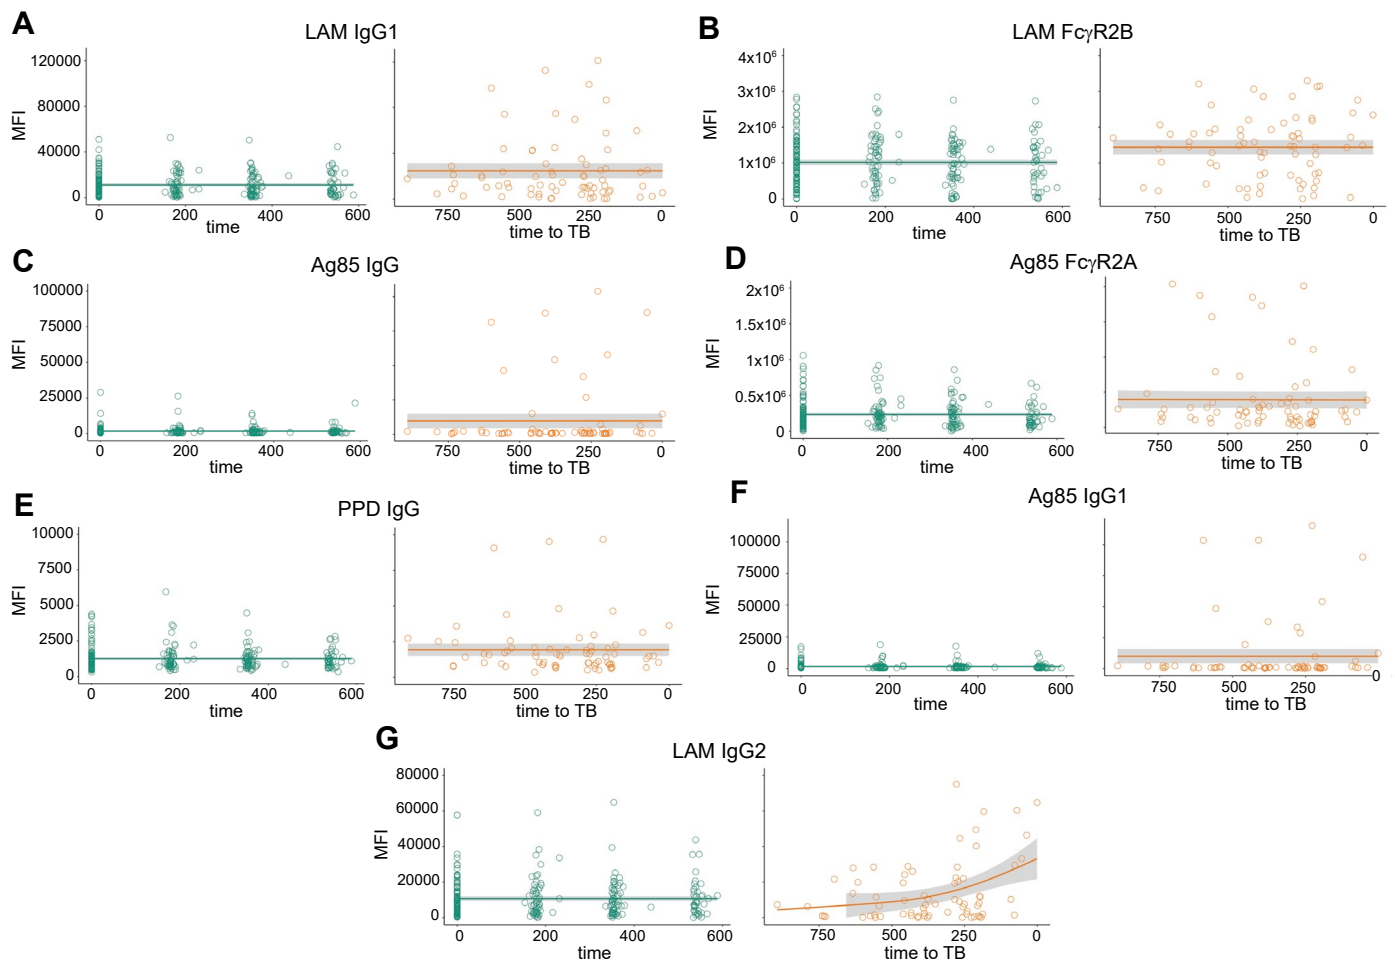 A
LAM IgG1
MFI
120000
80000
40000
0
0 200 400 600
time
500 250 0
time to TB
B
LAM FcγR2B
MFI
4x10⁶
3x10⁶
2x10⁶
1x10⁶
0
0 200 400 600
time
750 500 250 0
time to TB
C
Ag85 IgG
MFI
100000
75000
50000
25000
0
0 200 400 600
time
750 500 250 0
time to TB
D
Ag85 FcγR2A
MFI
2x10⁶
1.5x10⁶
1x10⁶
0.5x10⁶
0
0 200 400 600
time
750 500 250 0
time to TB
E
PPD IgG
MFI
10000
7500
5000
2500
0
0 200 400 600
time
750 500 250 0
time to TB
F
Ag85 IgG1
MFI
100000
75000
50000
25000
0
0 200 400 600
time
750 500 250 0
time to TB
G
LAM IgG2
MFI
80000
60000
40000
20000
0
0 200 400 600
time
750 500 250 0
time to TB